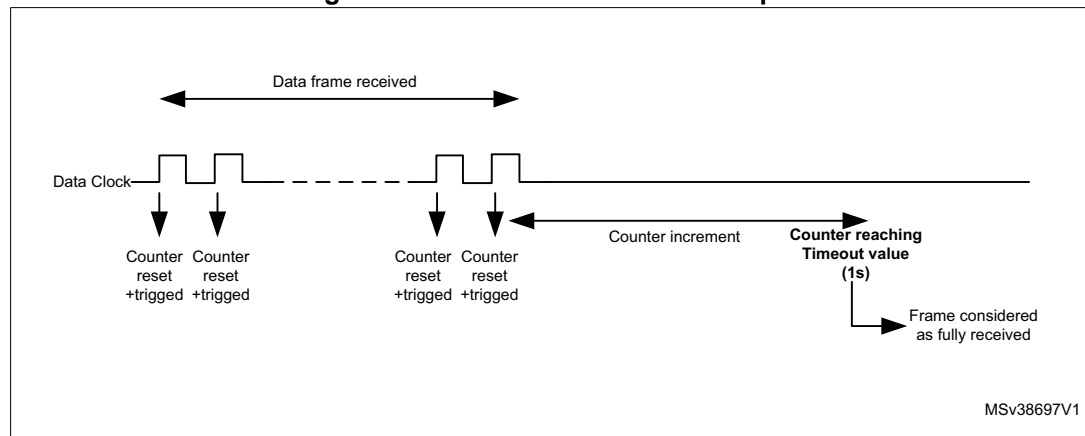 Data frame received
Data Clock
Counter
reset
+trigged
Counter
reset
+trigged
Counter
reset
+trigged
Counter
reset
+trigged
Counter increment
Counter reaching
Timeout value
(1s)
Frame considered
as fully received
MSv38697V1